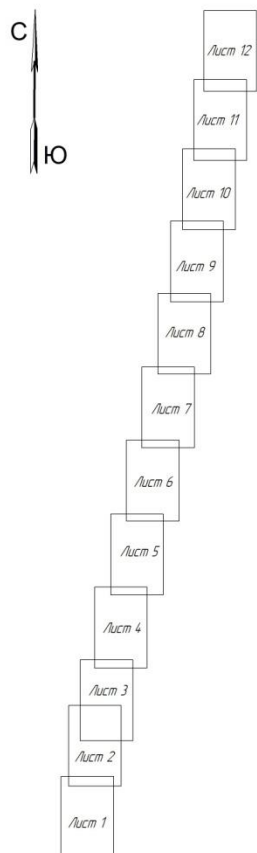 С
Ю
Лист 12
Лист 11
Лист 10
Лист 9
Лист 8
Лист 7
Лист 6
Лист 5
Лист 4
Лист 3
Лист 2
Лист 1